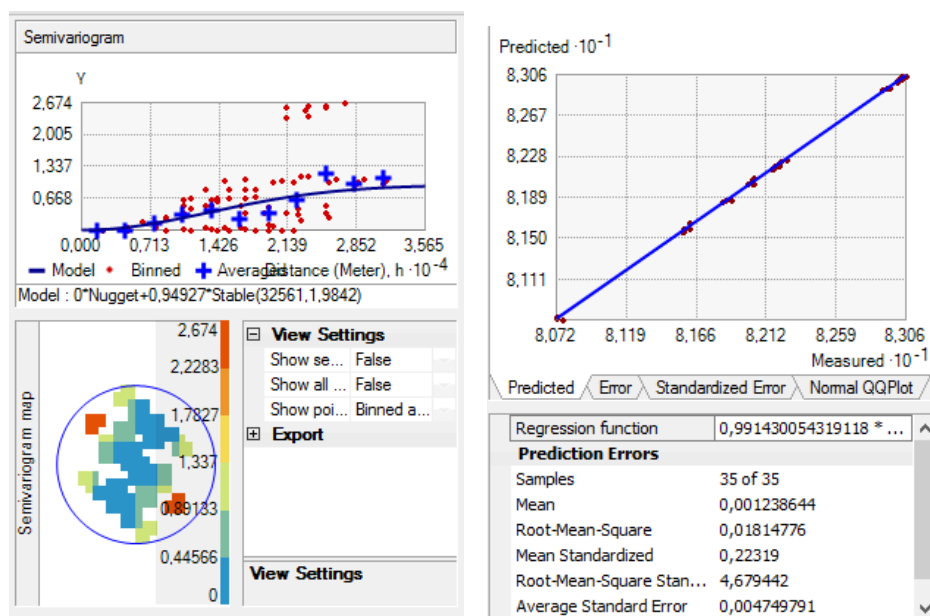 Semivariogram
γ
2.674
2,005
1.337
0.668
0.000 0,713 1,426 2.139 2.852 3.565
Model Binned Averaged Distance (Meter), h ·10⁻⁴
Model : 0*Nugget+0,94927*Stable(32561,1,9842)
Semivariogram map
2,674
2,2283
1,7827
1,337
0,89133
0,44566
0
View Settings
Show se... False
Show all ... False
Show poi... Binned a...
Export
View Settings
Predicted ·10⁻¹
8,306
8,267
8,228
8,189
8,150
8,111
8,072 8,119 8,166 8,212 8,259 8,306
Measured ·10⁻¹
Predicted Error Standardized Error Normal QQPlot
Regression function 0,991430054319118 * ...
Prediction Errors
Samples 35 of 35
Mean 0,001238644
Root-Mean-Square 0,01814776
Mean Standardized 0,22319
Root-Mean-Square Stan... 4,679442
Average Standard Error 0,004749791